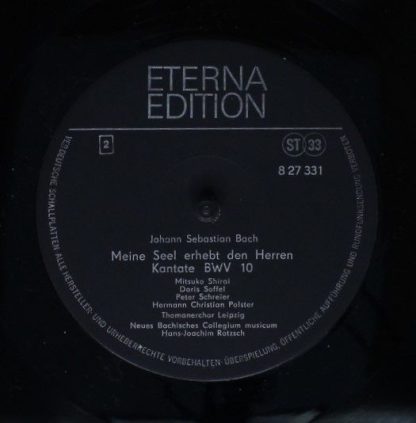 ETERNA
EDITION
2
ST 33
8 27 331
Johann Sebastian Bach
Meine Seel erhebt den Herren
Kantate BWV 10
Mitsuko Shirai
Doris Soffel
Peter Schreier
Hermann Christian Polster
Thomanerchor Leipzig
Neues Bachisches Collegium musicum
Hans-Joachim Rotzsch
VEB DEUTSCHE SCHALLPLATTEN ALLE HERSTELLER- UND URHEBERRECHTE VORBEHALTEN · ÜBERSPIELUNG, ÖFFENTLICHE AUFFÜHRUNG UND RUNDFUNKSENDUNG VERBOTEN